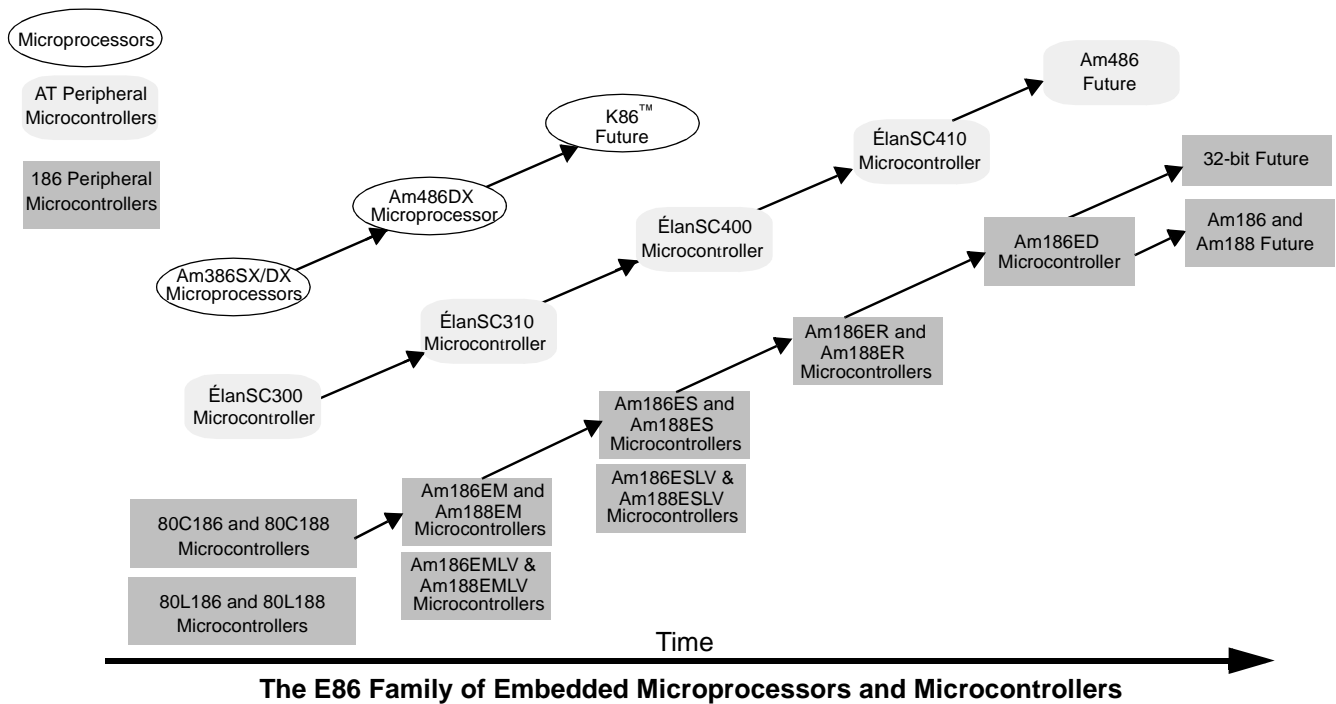 Microprocessors
AT Peripheral
Microcontrollers
186 Peripheral
Microcontrollers
Am386SX/DX
Microprocessors
Am486DX
Microprocessor
K86™
Future
ÉlanSC300
Microcontroller
ÉlanSC310
Microcontroller
ÉlanSC400
Microcontroller
ÉlanSC410
Microcontroller
Am486
Future
80C186 and 80C188
Microcontrollers
80L186 and 80L188
Microcontrollers
Am186EM and
Am188EM
Microcontrollers
Am186EMLV &
Am188EMLV
Microcontrollers
Am186ES and
Am188ES
Microcontrollers
Am186ESLV &
Am188ESLV
Microcontrollers
Am186ER and
Am188ER
Microcontrollers
Am186ED
Microcontroller
32-bit Future
Am186 and
Am188 Future
Time
The E86 Family of Embedded Microprocessors and Microcontrollers